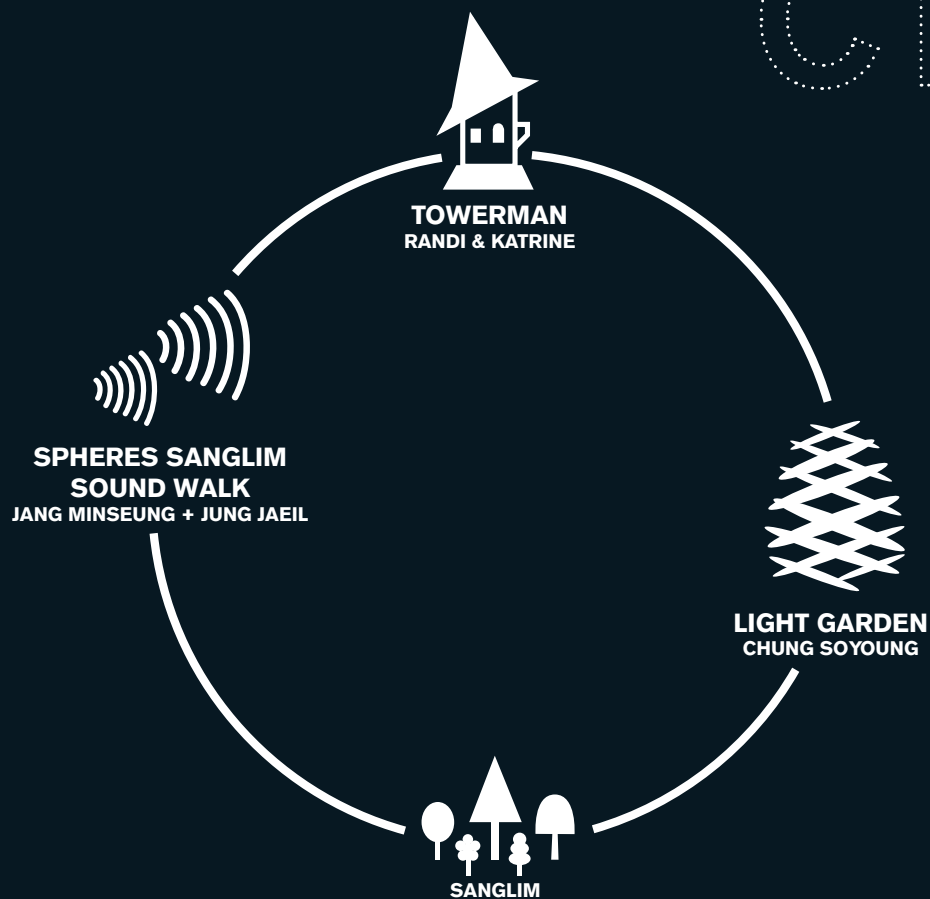 TOWERMAN
RANDI & KATRINE
SPHERES SANGLIM
SOUND WALK
JANG MINSEUNG + JUNG JAEIL
LIGHT GARDEN
CHUNG SOYOUNG
SANGLIM